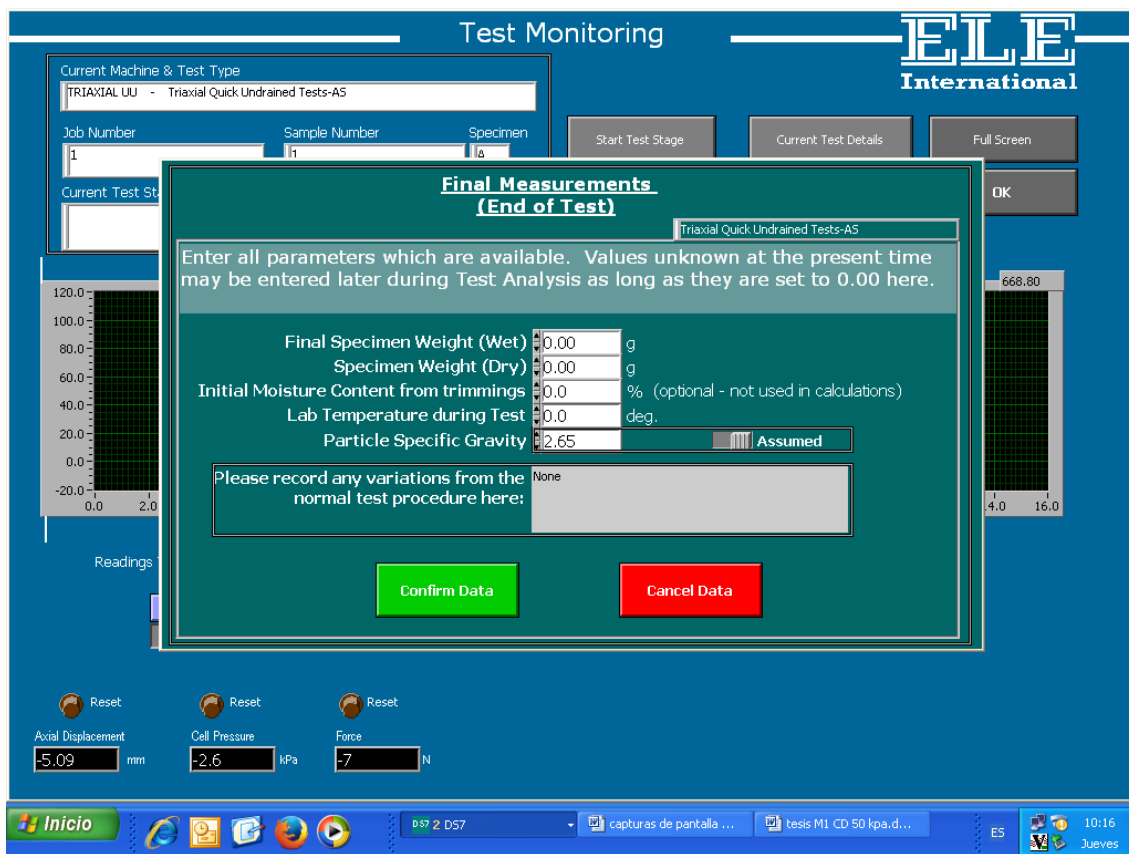 Test Monitoring
ELE
International
Current Machine & Test Type
TRIAXIAL UU - Triaxial Quick Undrained Tests-AS
Job Number
Sample Number
Specimen
1
1
A
Start Test Stage
Current Test Details
Full Screen
Current Test St
OK
Final Measurements
(End of Test)
Triaxial Quick Undrained Tests-AS
Enter all parameters which are available. Values unknown at the present time
may be entered later during Test Analysis as long as they are set to 0.00 here.
668.80
Final Specimen Weight (Wet) 0.00 g
Specimen Weight (Dry) 0.00 g
Initial Moisture Content from trimmings 0.0 % (optional - not used in calculations)
Lab Temperature during Test 0.0 deg.
Particle Specific Gravity 2.65 Assumed
Please record any variations from the
normal test procedure here:
None
Confirm Data
Cancel Data
120.0
100.0
80.0
60.0
40.0
20.0
0.0
-20.0
0.0 2.0
4.0 16.0
Readings
Reset
Reset
Reset
Axial Displacement
Cell Pressure
Force
-5.09 mm
-2.6 kPa
-7 N
Inicio
DS7 2 DS7
capturas de pantalla ...
tesis M1 CD 50 kpa.d...
ES
10:16
Jueves